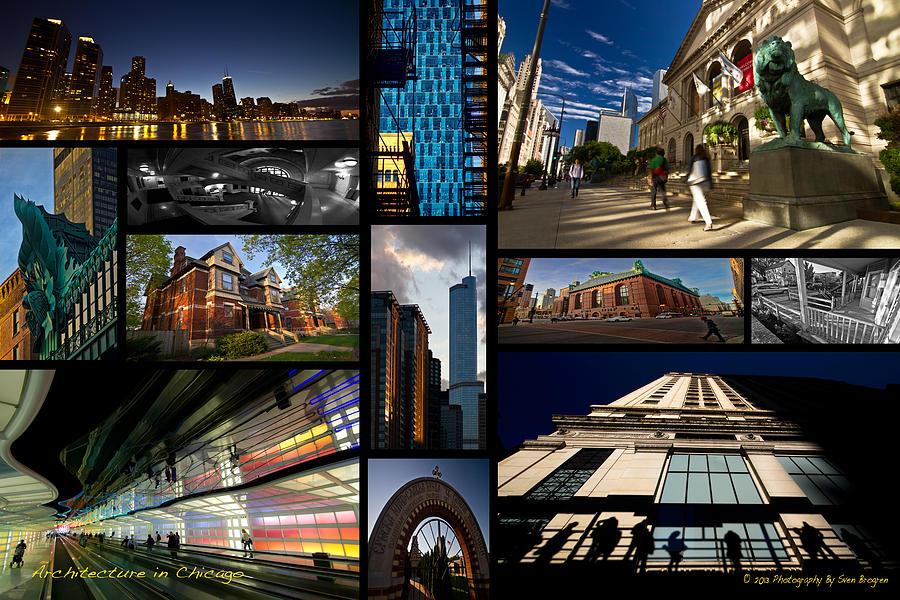 Architecture in Chicago
© 2013 Photography By Sven Brogren